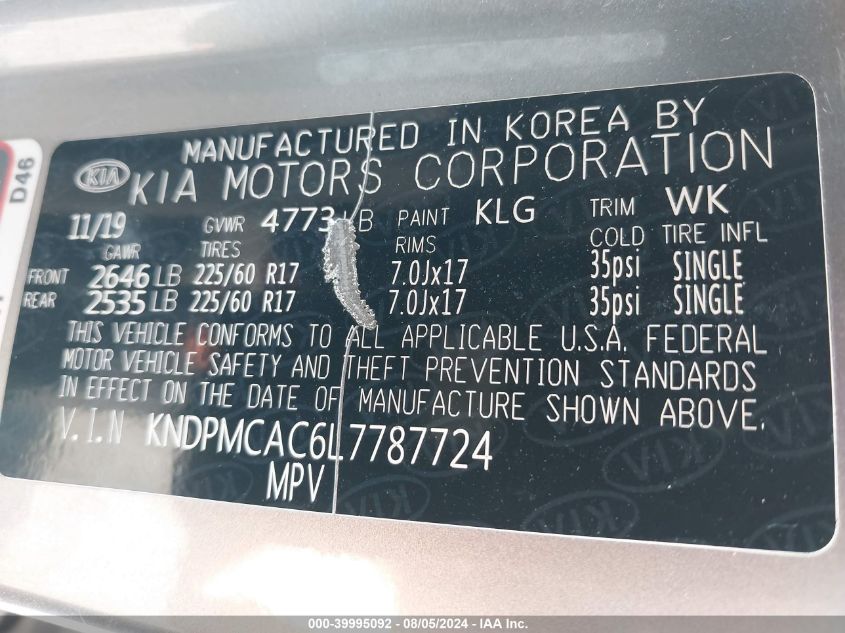 MANUFACTURED IN KOREA BY
KIA KIA MOTORS CORPORATION
11/19 GVWR 4773 LB PAINT KLG TRIM WK
GAWR TIRES RIMS COLD TIRE INFL
FRONT 2646 LB 225/60 R17 7.0Jx17 35psi SINGLE
REAR 2535 LB 225/60 R17 7.0Jx17 35psi SINGLE
THIS VEHICLE CONFORMS TO ALL APPLICABLE U.S.A. FEDERAL
MOTOR VEHICLE SAFETY AND THEFT PREVENTION STANDARDS
IN EFFECT ON THE DATE OF MANUFACTURE SHOWN ABOVE.
V.I.N KNDPMCAC6L7787724
MPV
D46
000-39995092 - 08/05/2024 - IAA Inc.